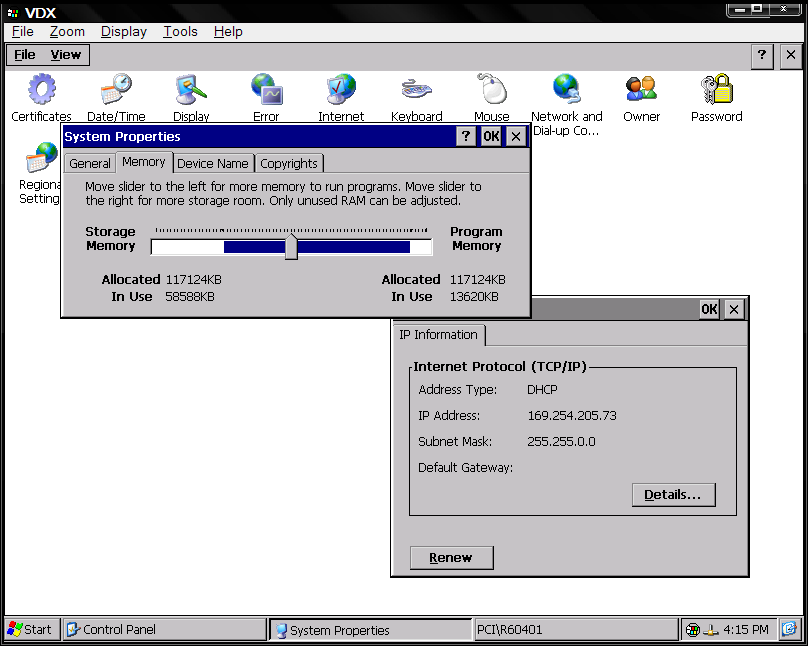 VDX
File Zoom Display Tools Help
File View
? ×
Certificates Date/Time Display Error Internet Keyboard Mouse Network and Dial-up Co... Owner Password
System Properties ? OK ×
General Memory Device Name Copyrights
Regiona
Setting
Move slider to the left for more memory to run programs. Move slider to
the right for more storage room. Only unused RAM can be adjusted.
Storage Program
Memory Memory
Allocated 117124KB Allocated 117124KB
In Use 58588KB In Use 13620KB
OK ×
IP Information
Internet Protocol (TCP/IP)
Address Type: DHCP
IP Address: 169.254.205.73
Subnet Mask: 255.255.0.0
Default Gateway:
Details...
Renew
Start Control Panel System Properties PCI\R60401 4:15 PM